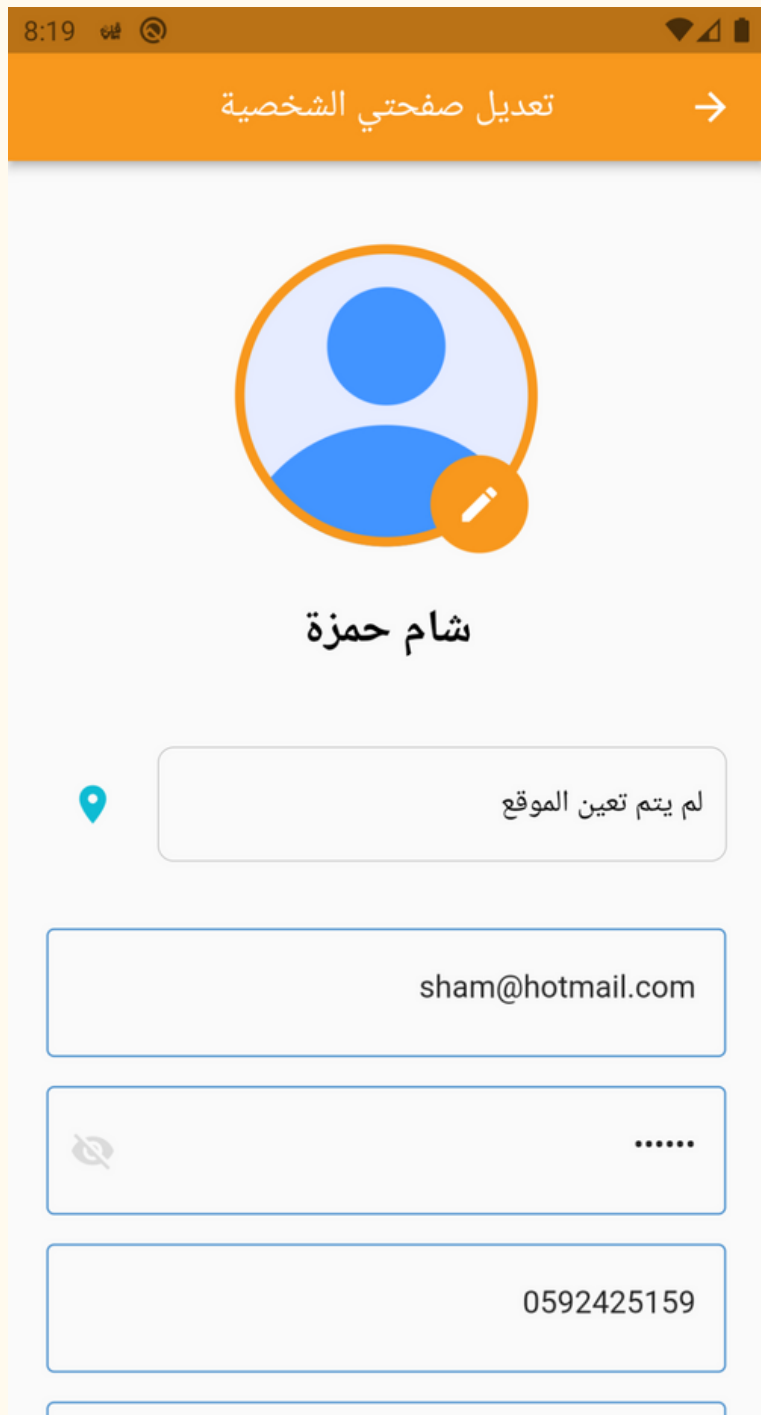 8:19
تعديل صفحتي الشخصية
شام حمزة
لم يتم تعين الموقع
sham@hotmail.com
••••••
0592425159